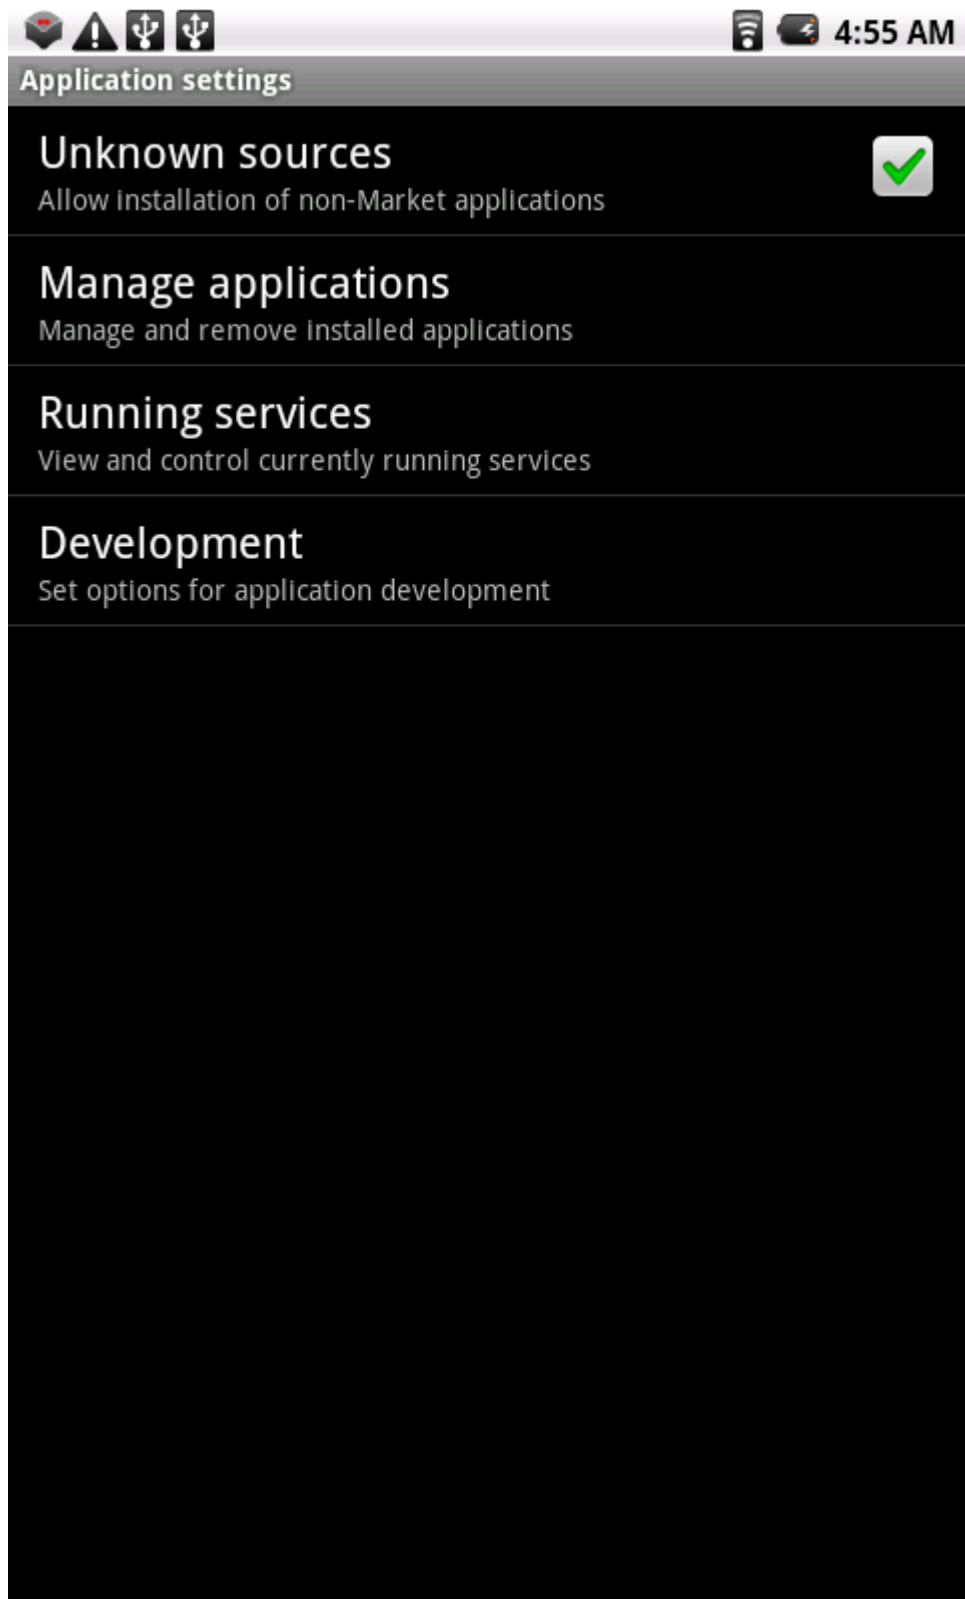 4:55 AM
Application settings
Unknown sources
Allow installation of non-Market applications
Manage applications
Manage and remove installed applications
Running services
View and control currently running services
Development
Set options for application development